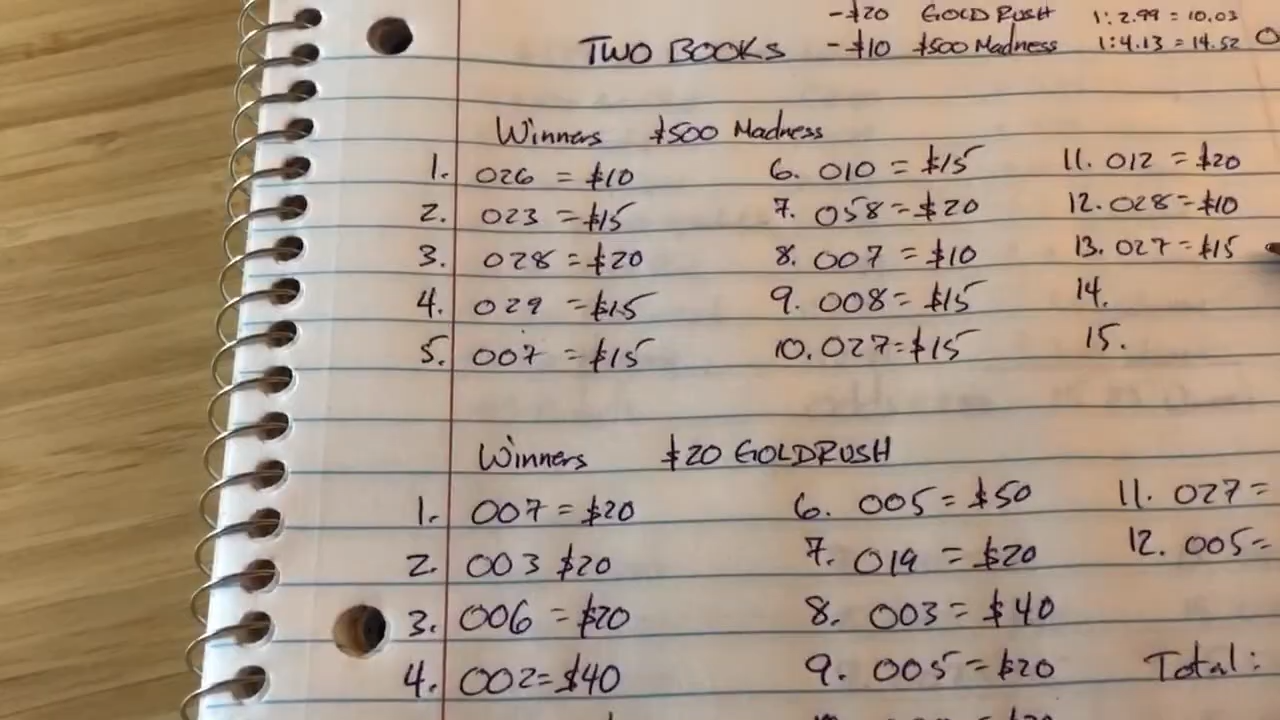 -$20 GOLD RUSH 1:2.99 = 10.03
TWO BOOKS -$10 $500 Madness 1:4.13 = 14.52
Winners $500 Madness
1. 026 = $10 6. 010 = $15 11. 012 = $20
2. 023 = $15 7. 058 = $20 12. 028 = $10
3. 028 = $20 8. 007 = $10 13. 027 = $15
4. 029 = $15 9. 008 = $15 14.
5. 007 = $15 10. 027 = $15 15.
Winners $20 GOLDRUSH
1. 007 = $20 6. 005 = $50 11. 027 =
2. 003 $20 7. 019 = $20 12. 005 =
3. 006 = $20 8. 003 = $40
4. 002 = $40 9. 005 = $20 Total: